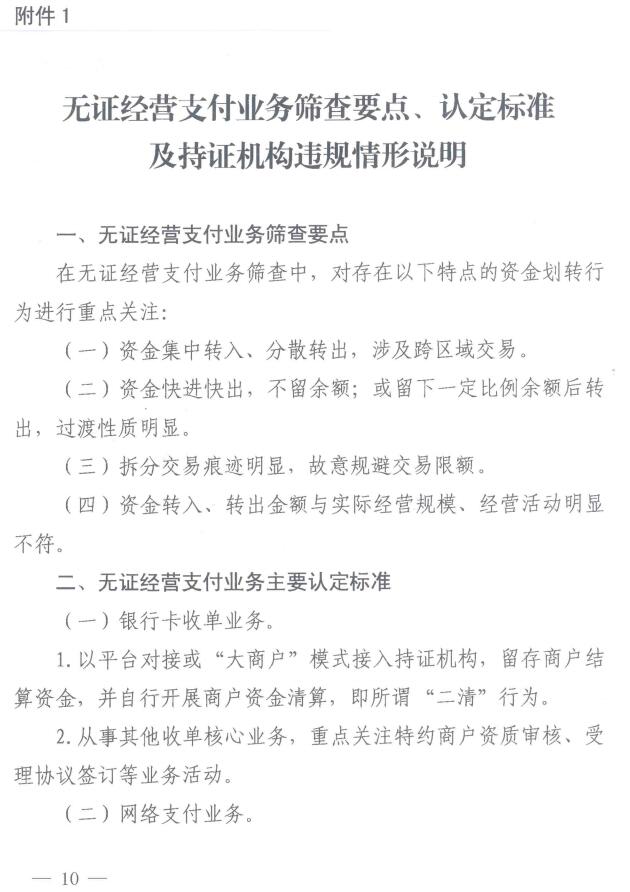 附件1
无证经营支付业务筛查要点、认定标准
及持证机构违规情形说明
一、无证经营支付业务筛查要点
在无证经营支付业务筛查中，对存在以下特点的资金划转行
为进行重点关注：
（一）资金集中转入、分散转出，涉及跨区域交易。
（二）资金快进快出，不留余额；或留下一定比例余额后转
出，过渡性质明显。
（三）拆分交易痕迹明显，故意规避交易限额。
（四）资金转入、转出金额与实际经营规模、经营活动明显
不符。
二、无证经营支付业务主要认定标准
（一）银行卡收单业务。
1.以平台对接或“大商户”模式接入持证机构，留存商户结
算资金，并自行开展商户资金清算，即所谓“二清”行为。
2.从事其他收单核心业务，重点关注特约商户资质审核、受
理协议签订等业务活动。
（二）网络支付业务。
— 10 —